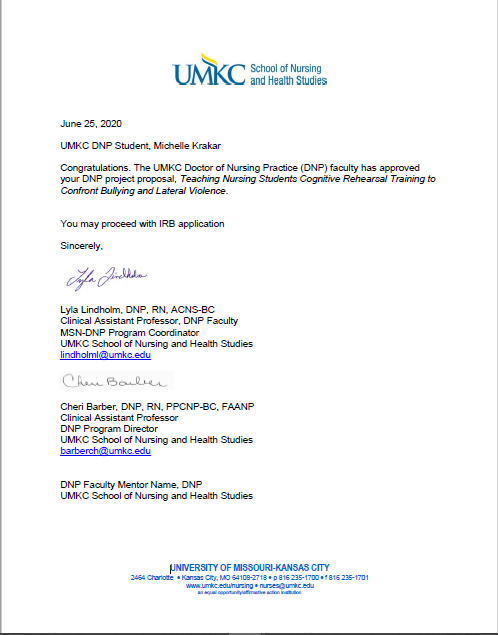 UMKC School of Nursing
and Health Studies
June 25, 2020
UMKC DNP Student, Michelle Krakar
Congratulations. The UMKC Doctor of Nursing Practice (DNP) faculty has approved
your DNP project proposal, Teaching Nursing Students Cognitive Rehearsal Training to
Confront Bullying and Lateral Violence.
You may proceed with IRB application
Sincerely,
Lyla Lindholm
Lyla Lindholm, DNP, RN, ACNS-BC
Clinical Assistant Professor, DNP Faculty
MSN-DNP Program Coordinator
UMKC School of Nursing and Health Studies
lindholml@umkc.edu
Cheri Barber
Cheri Barber, DNP, RN, PPCNP-BC, FAANP
Clinical Assistant Professor
DNP Program Director
UMKC School of Nursing and Health Studies
barberch@umkc.edu
DNP Faculty Mentor Name, DNP
UMKC School of Nursing and Health Studies
UNIVERSITY OF MISSOURI-KANSAS CITY
2464 Charlotte • Kansas City, MO 64108-2718 • p 816 235-1700 • f 816 235-1701
www.umkc.edu/nursing • nurses@umkc.edu
an equal opportunity/affirmative action institution